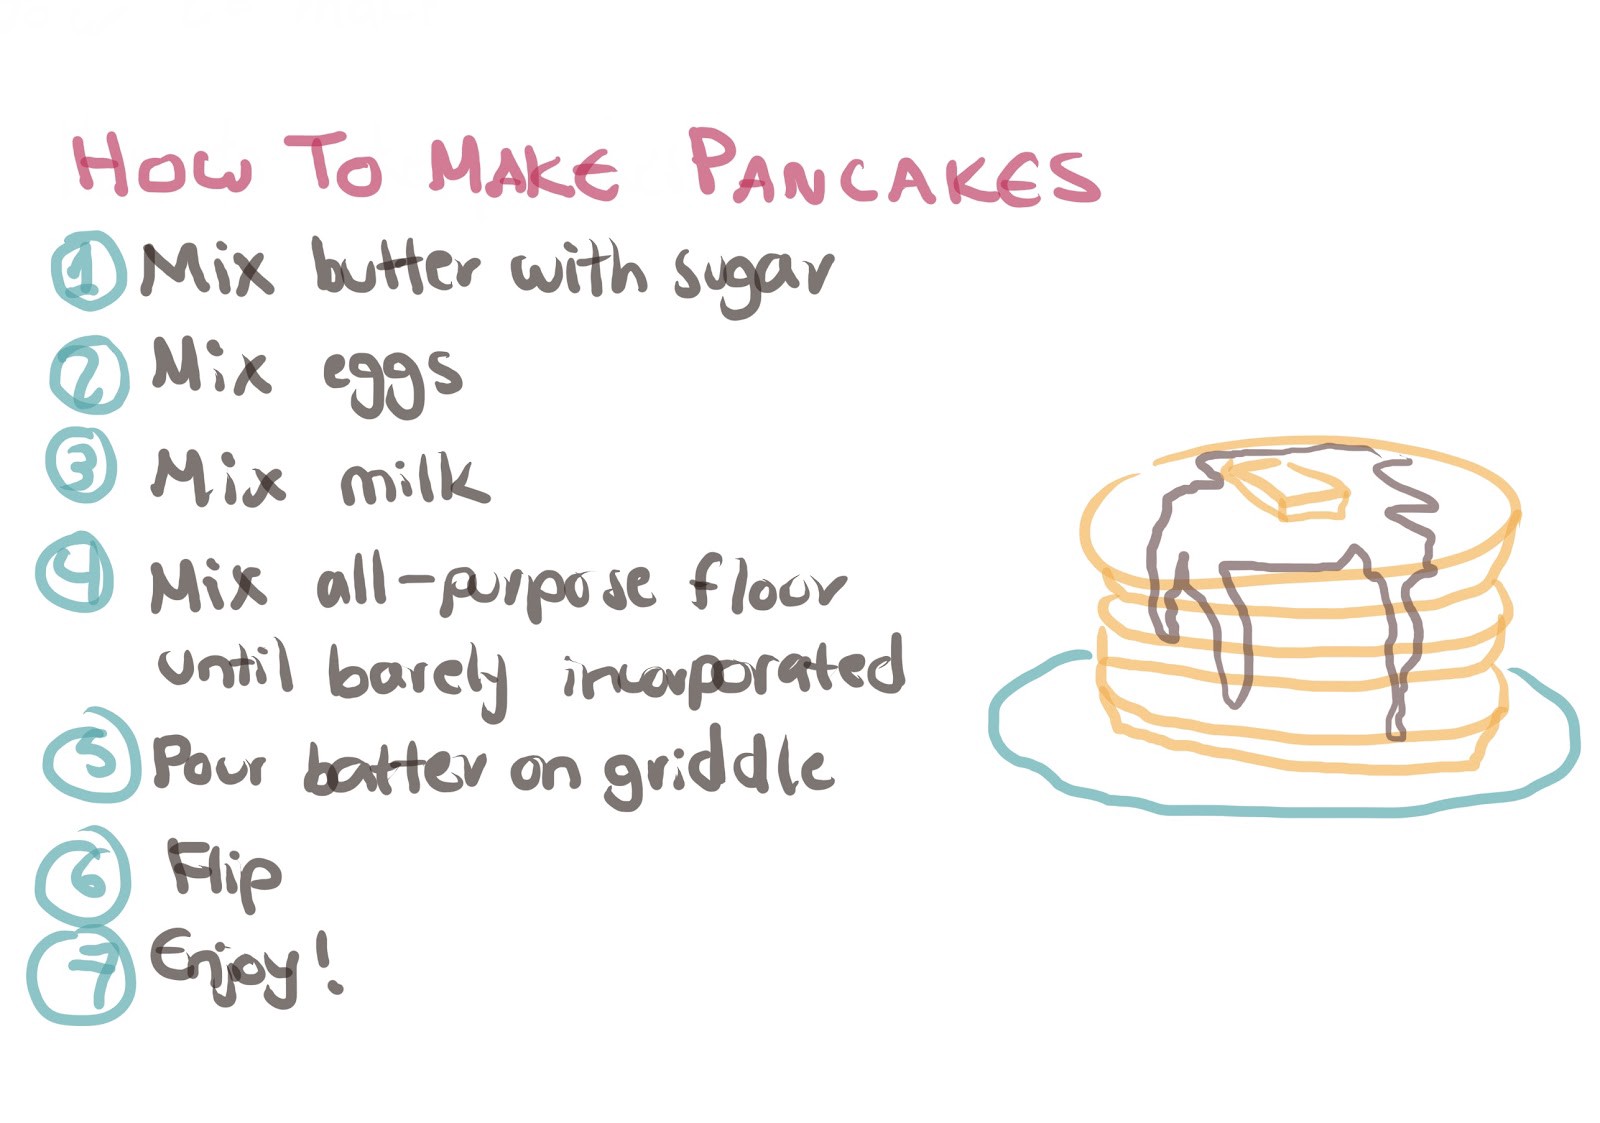 HOW TO MAKE PANCAKES
1 Mix butter with sugar
2 Mix eggs
3 Mix milk
4 Mix all-purpose flour
until barely incorporated
5 Pour batter on griddle
6 Flip
7 Enjoy!